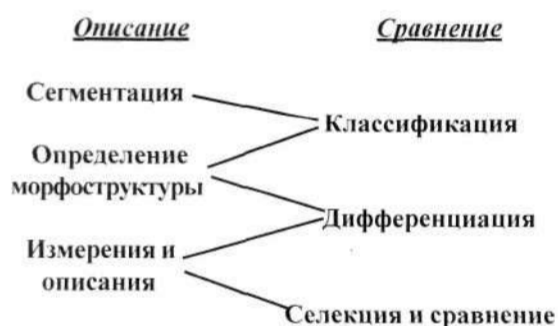 Описание
Сравнение
Сегментация
Классификация
Определение
морфоструктуры
Дифференциация
Измерения и
описания
Селекция и сравнение